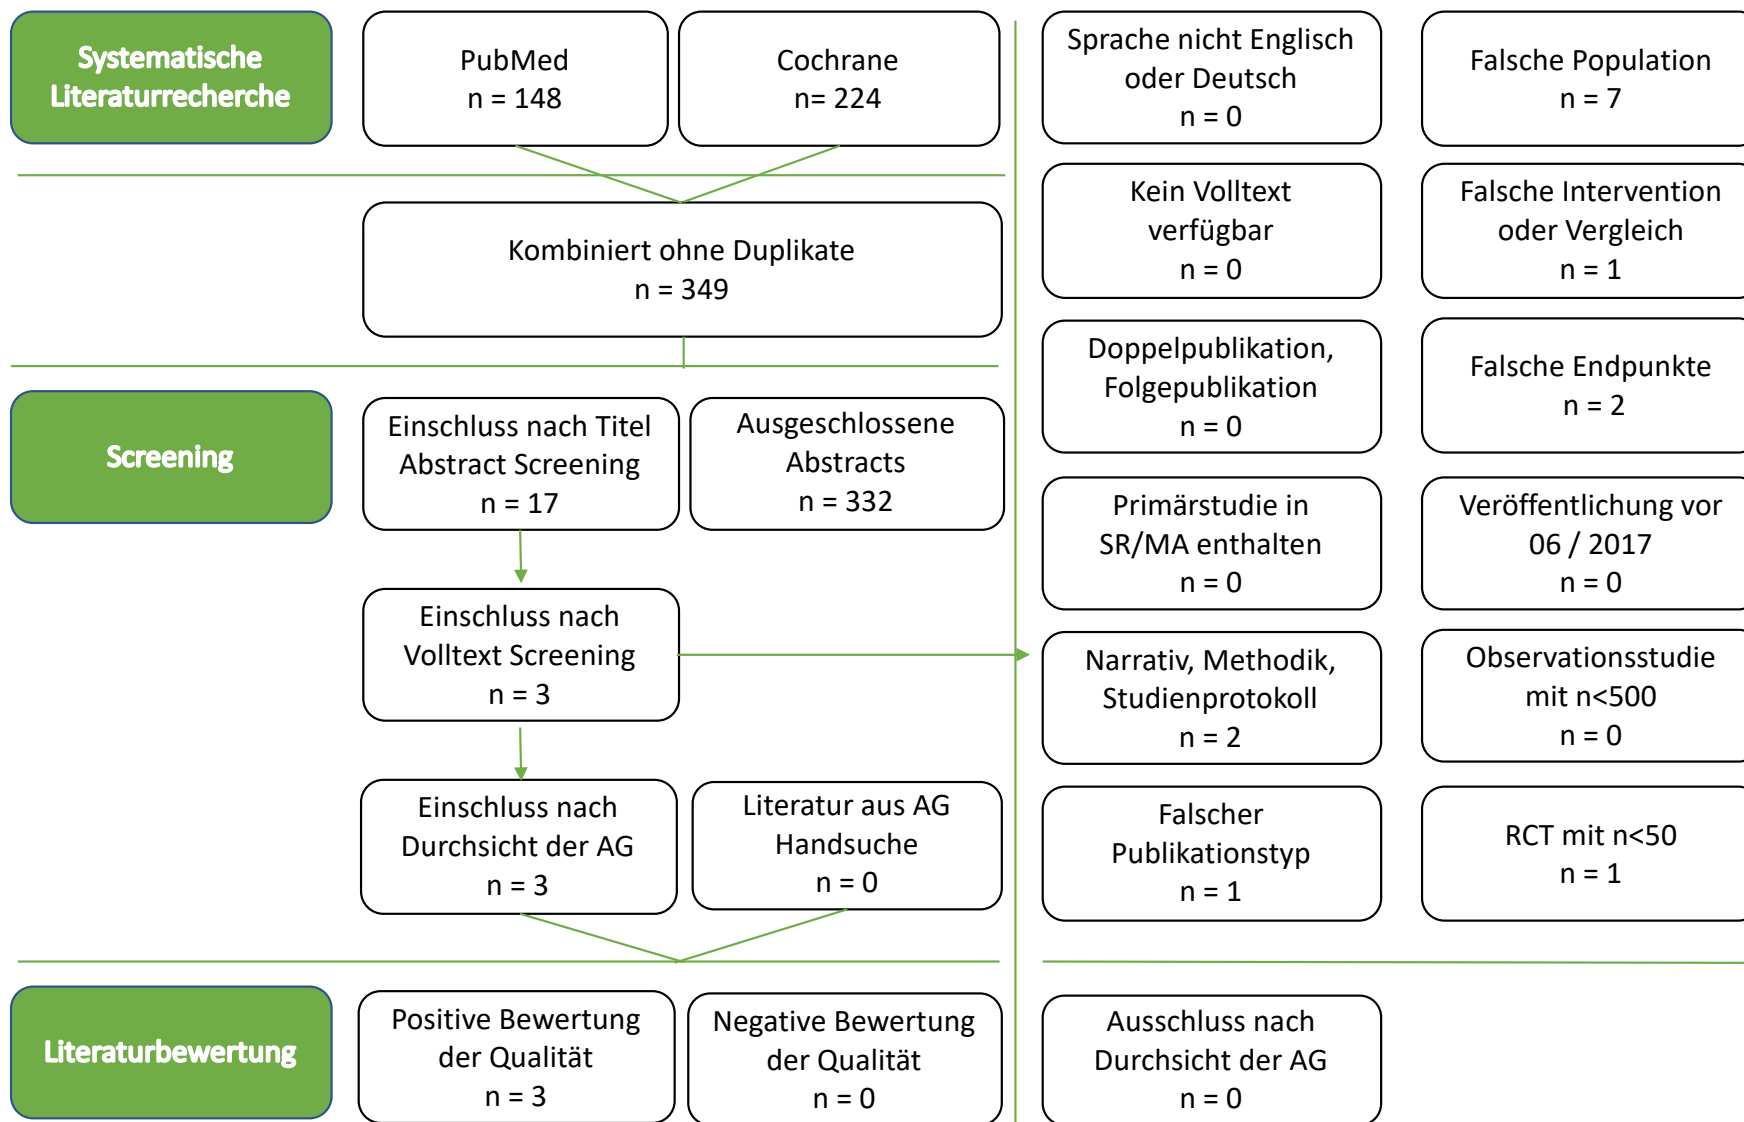 Systematische
Literaturrecherche
PubMed
n = 148
Cochrane
n= 224
Kombiniert ohne Duplikate
n = 349
Screening
Einschluss nach Titel
Abstract Screening
n = 17
Ausgeschlossene
Abstracts
n = 332
Einschluss nach
Volltext Screening
n = 3
Einschluss nach
Durchsicht der AG
n = 3
Literatur aus AG
Handsuche
n = 0
Literaturbewertung
Positive Bewertung
der Qualität
n = 3
Negative Bewertung
der Qualität
n = 0
Sprache nicht Englisch
oder Deutsch
n = 0
Falsche Population
n = 7
Kein Volltext
verfügbar
n = 0
Falsche Intervention
oder Vergleich
n = 1
Doppelpublikation,
Folgepublikation
n = 0
Falsche Endpunkte
n = 2
Primärstudie in
SR/MA enthalten
n = 0
Veröffentlichung vor
06 / 2017
n = 0
Narrativ, Methodik,
Studienprotokoll
n = 2
Observationsstudie
mit n<500
n = 0
Falscher
Publikationstyp
n = 1
RCT mit n<50
n = 1
Ausschluss nach
Durchsicht der AG
n = 0